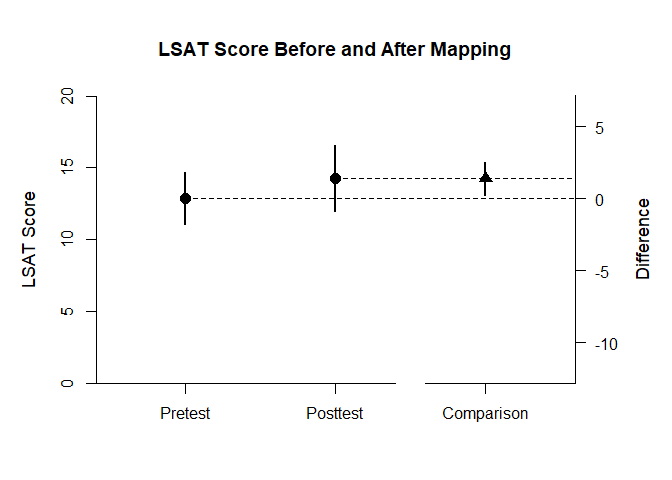 LSAT Score Before and After Mapping
LSAT Score
20
15
10
5
0
5
0
-5
-10
Difference
Pretest
Posttest
Comparison